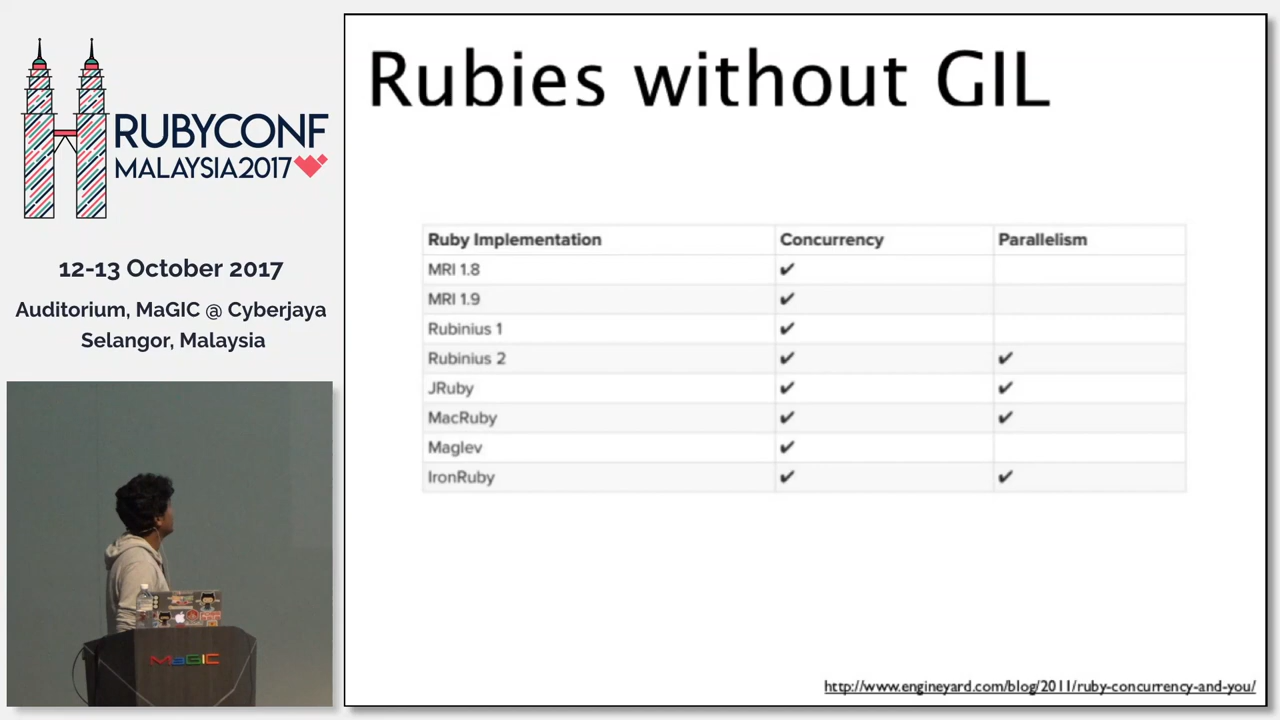 RUBYCONF
MALAYSIA2017
12-13 October 2017
Auditorium, MaGIC @ Cyberjaya
Selangor, Malaysia
MaGIC
Rubies without GIL
Ruby Implementation Concurrency Parallelism
MRI 1.8 ✔
MRI 1.9 ✔
Rubinius 1 ✔
Rubinius 2 ✔ ✔
JRuby ✔ ✔
MacRuby ✔ ✔
Maglev ✔
IronRuby ✔ ✔
http://www.engineyard.com/blog/2011/ruby-concurrency-and-you/